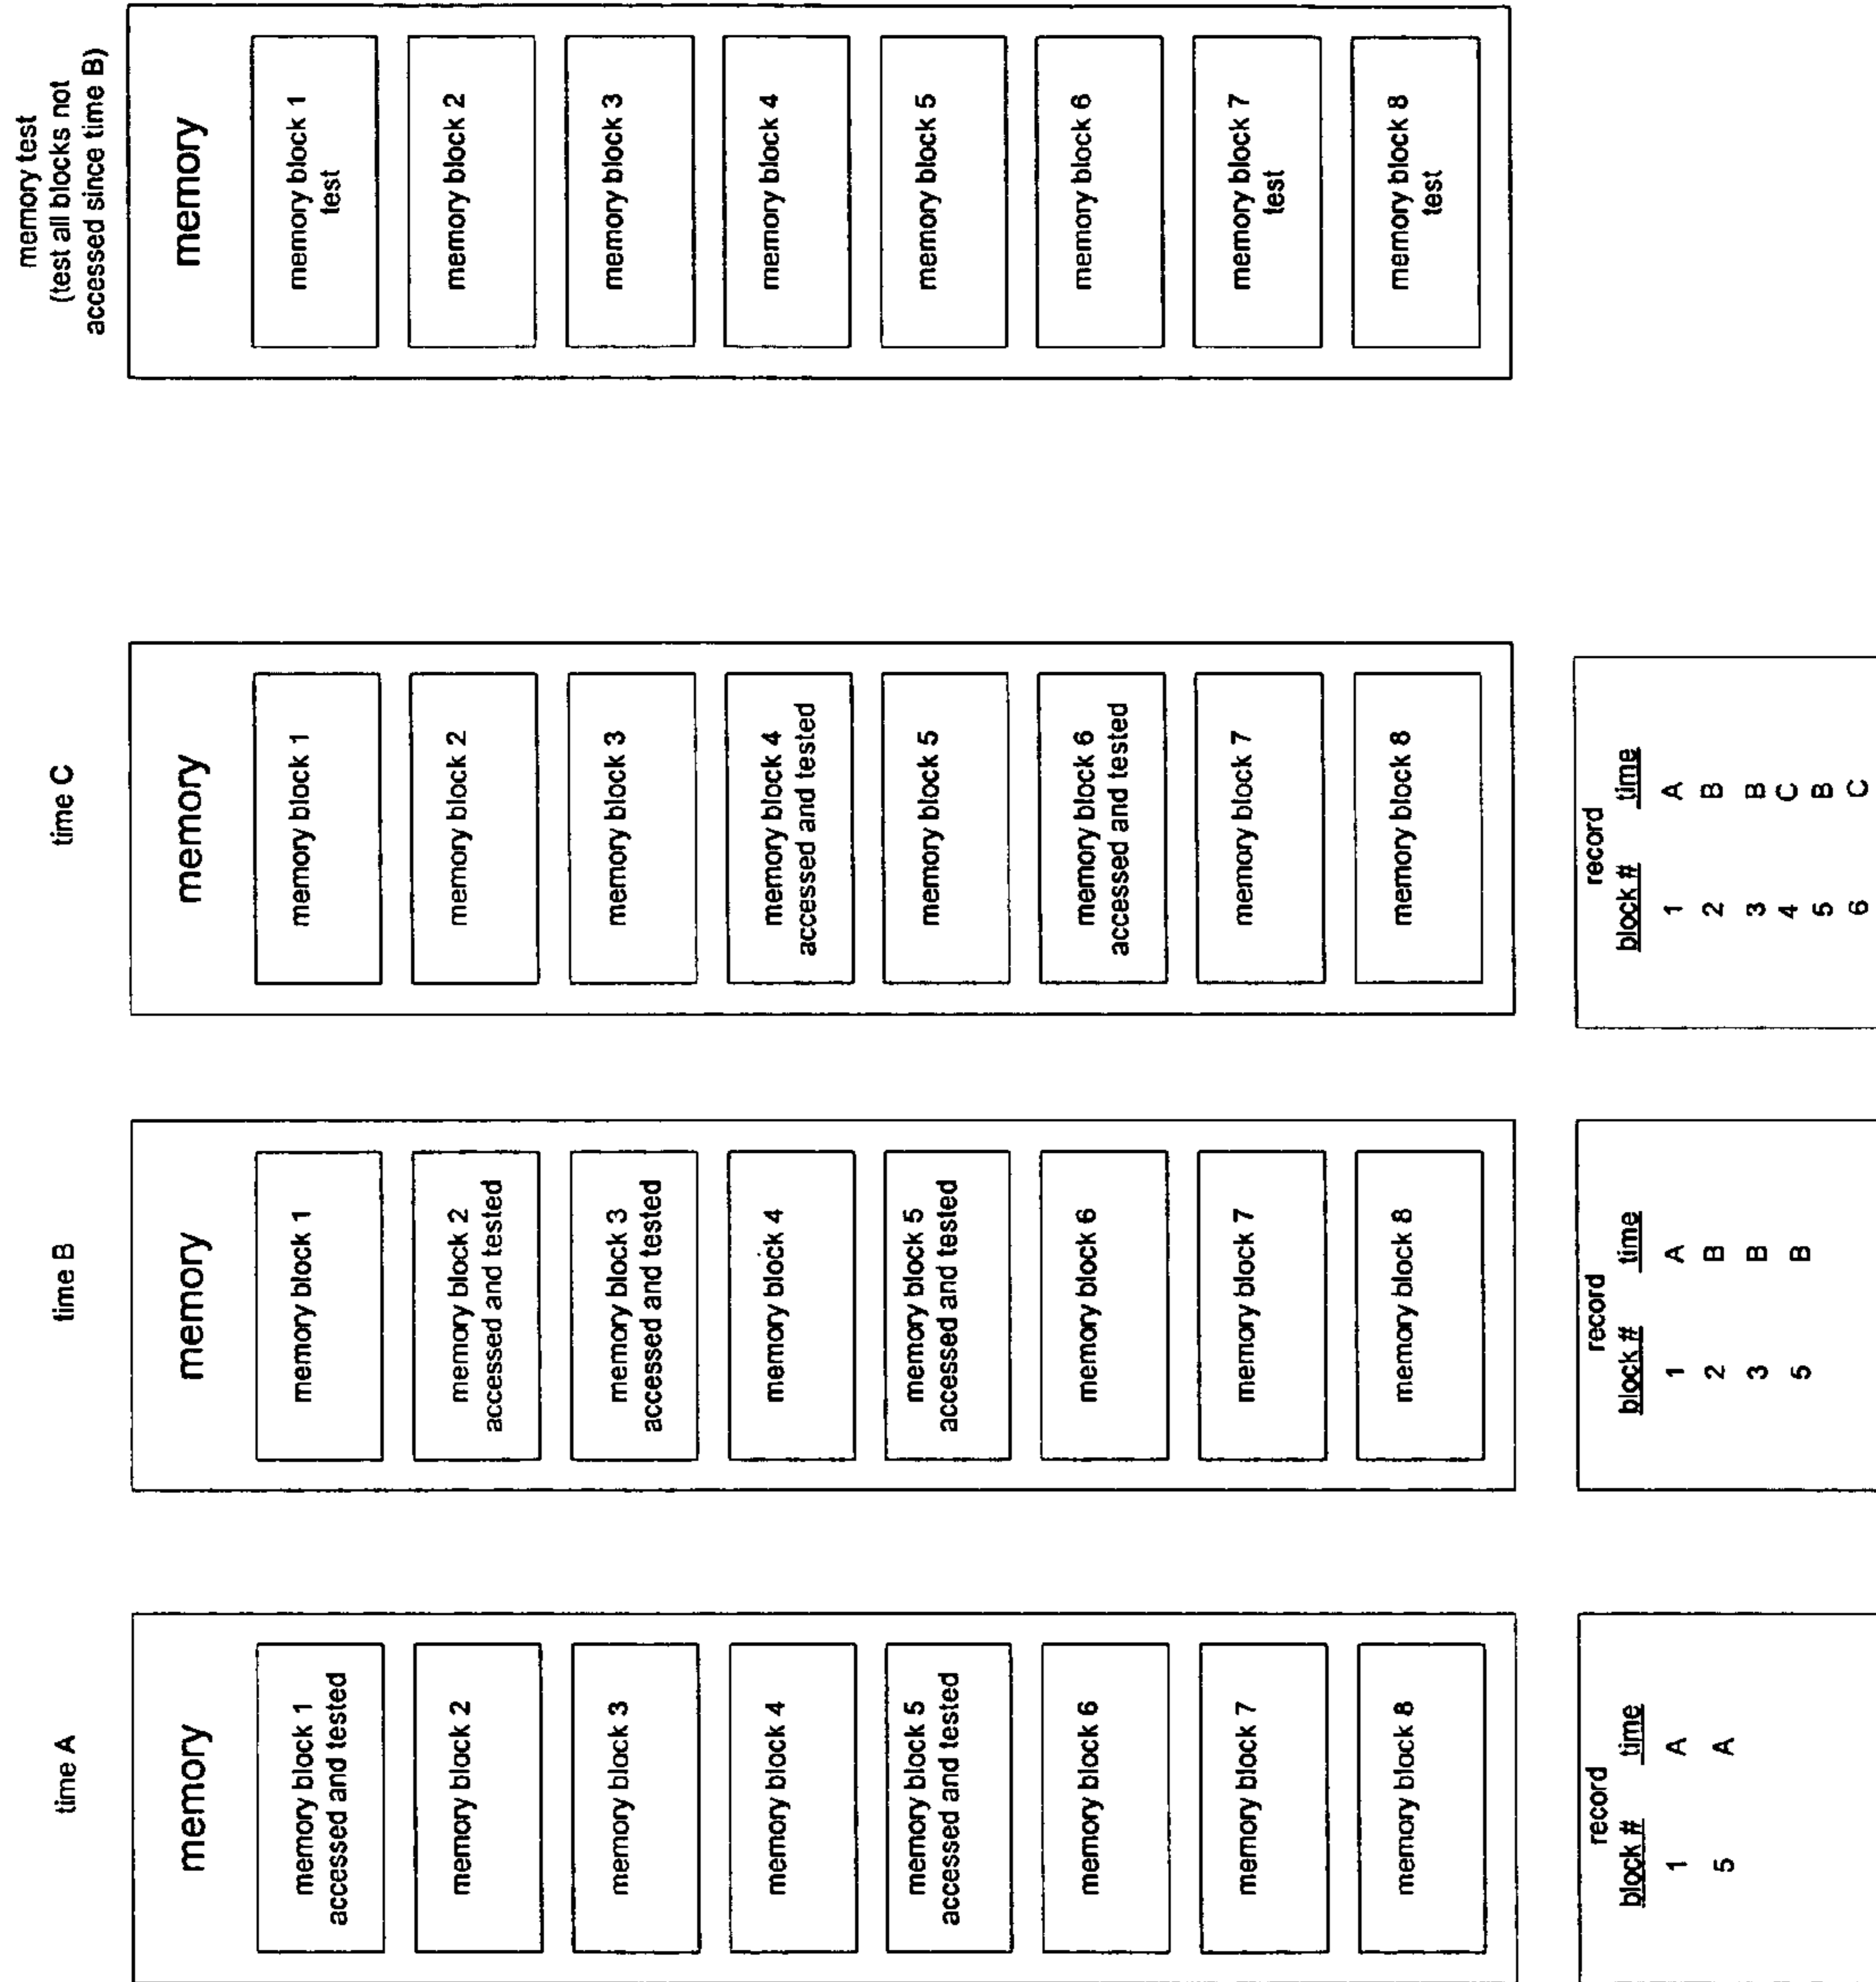 time A
memory
memory block 1
accessed and tested
memory block 2
memory block 3
memory block 4
memory block 5
accessed and tested
memory block 6
memory block 7
memory block 8
record
block # time
1 A
5 A
time B
memory
memory block 1
memory block 2
accessed and tested
memory block 3
accessed and tested
memory block 4
memory block 5
accessed and tested
memory block 6
memory block 7
memory block 8
record
block # time
1 A
2 B
3 B
5 B
time C
memory
memory block 1
memory block 2
memory block 3
memory block 4
accessed and tested
memory block 5
memory block 6
accessed and tested
memory block 7
memory block 8
record
block # time
1 A
2 B
3 B
4 C
5 B
6 C
memory test
(test all blocks not
accessed since time B)
memory
memory block 1
test
memory block 2
memory block 3
memory block 4
memory block 5
memory block 6
memory block 7
test
memory block 8
test